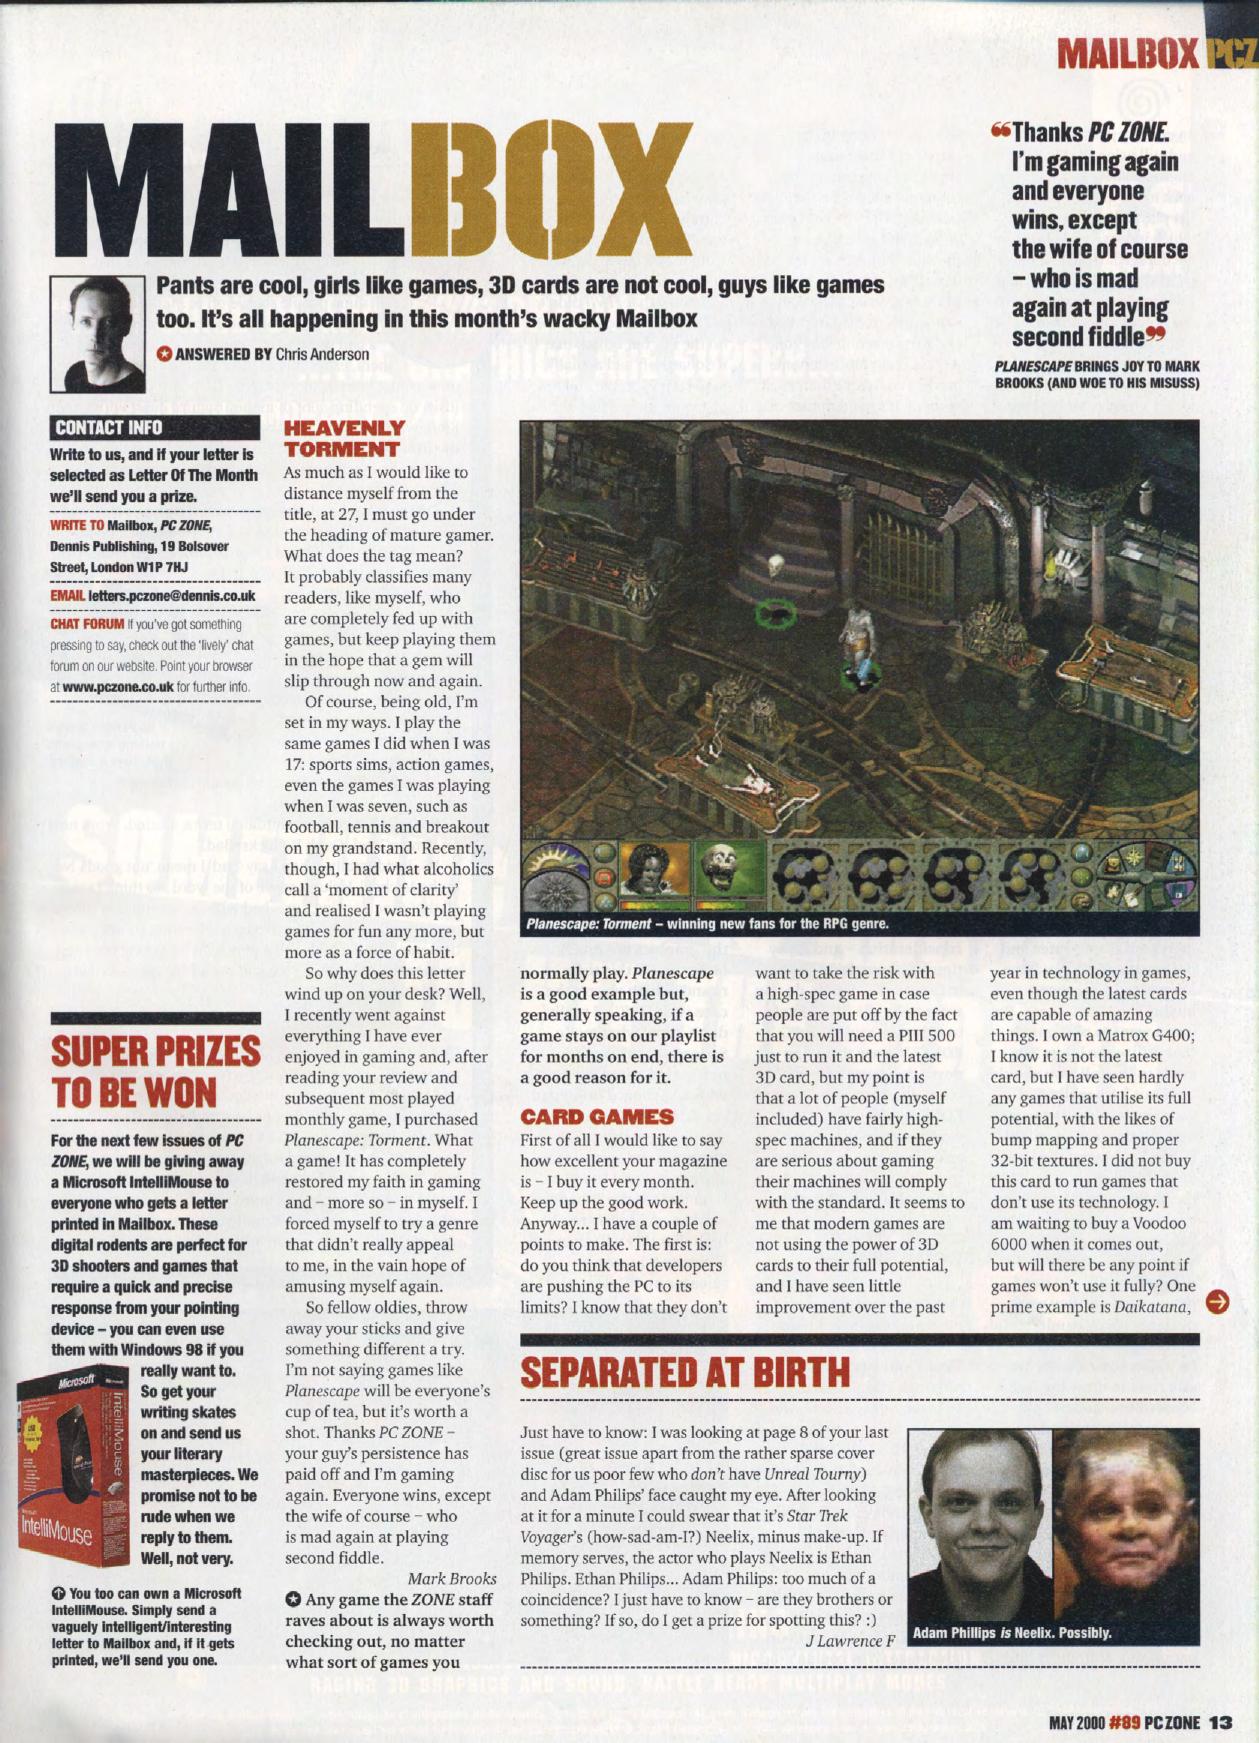 MAILBOX PCZ
MAILBOX
Pants are cool, girls like games, 3D cards are not cool, guys like games
too. It's all happening in this month's wacky Mailbox
ANSWERED BY Chris Anderson
“Thanks PC ZONE.
I'm gaming again
and everyone
wins, except
the wife of course
– who is mad
again at playing
second fiddle”
PLANESCAPE BRINGS JOY TO MARK
BROOKS (AND WOE TO HIS MISUSS)
CONTACT INFO
Write to us, and if your letter is
selected as Letter Of The Month
we'll send you a prize.
WRITE TO Mailbox, PC ZONE,
Dennis Publishing, 19 Bolsover
Street, London W1P 7HJ
EMAIL letters.pczone@dennis.co.uk
CHAT FORUM If you've got something
pressing to say, check out the 'lively' chat
forum on our website. Point your browser
at www.pczone.co.uk for further info.
SUPER PRIZES
TO BE WON
For the next few issues of PC
ZONE, we will be giving away
a Microsoft IntelliMouse to
everyone who gets a letter
printed in Mailbox. These
digital rodents are perfect for
3D shooters and games that
require a quick and precise
response from your pointing
device – you can even use
them with Windows 98 if you
really want to.
So get your
writing skates
on and send us
your literary
masterpieces. We
promise not to be
rude when we
reply to them.
Well, not very.
Microsoft
IntelliMouse
IntelliMouse
You too can own a Microsoft
IntelliMouse. Simply send a
vaguely intelligent/interesting
letter to Mailbox and, if it gets
printed, we'll send you one.
HEAVENLY
TORMENT
As much as I would like to
distance myself from the
title, at 27, I must go under
the heading of mature gamer.
What does the tag mean?
It probably classifies many
readers, like myself, who
are completely fed up with
games, but keep playing them
in the hope that a gem will
slip through now and again.
Of course, being old, I'm
set in my ways. I play the
same games I did when I was
17: sports sims, action games,
even the games I was playing
when I was seven, such as
football, tennis and breakout
on my grandstand. Recently,
though, I had what alcoholics
call a 'moment of clarity'
and realised I wasn't playing
games for fun any more, but
more as a force of habit.
So why does this letter
wind up on your desk? Well,
I recently went against
everything I have ever
enjoyed in gaming and, after
reading your review and
subsequent most played
monthly game, I purchased
Planescape: Torment. What
a game! It has completely
restored my faith in gaming
and – more so – in myself. I
forced myself to try a genre
that didn't really appeal
to me, in the vain hope of
amusing myself again.
So fellow oldies, throw
away your sticks and give
something different a try.
I'm not saying games like
Planescape will be everyone's
cup of tea, but it's worth a
shot. Thanks PC ZONE –
your guy's persistence has
paid off and I'm gaming
again. Everyone wins, except
the wife of course – who
is mad again at playing
second fiddle.
Mark Brooks
Any game the ZONE staff
raves about is always worth
checking out, no matter
what sort of games you
Planescape: Torment – winning new fans for the RPG genre.
normally play. Planescape
is a good example but,
generally speaking, if a
game stays on our playlist
for months on end, there is
a good reason for it.
CARD GAMES
First of all I would like to say
how excellent your magazine
is – I buy it every month.
Keep up the good work.
Anyway... I have a couple of
points to make. The first is:
do you think that developers
are pushing the PC to its
limits? I know that they don't
want to take the risk with
a high-spec game in case
people are put off by the fact
that you will need a PIII 500
just to run it and the latest
3D card, but my point is
that a lot of people (myself
included) have fairly high-
spec machines, and if they
are serious about gaming
their machines will comply
with the standard. It seems to
me that modern games are
not using the power of 3D
cards to their full potential,
and I have seen little
improvement over the past
year in technology in games,
even though the latest cards
are capable of amazing
things. I own a Matrox G400;
I know it is not the latest
card, but I have seen hardly
any games that utilise its full
potential, with the likes of
bump mapping and proper
32-bit textures. I did not buy
this card to run games that
don't use its technology. I
am waiting to buy a Voodoo
6000 when it comes out,
but will there be any point if
games won't use it fully? One
prime example is Daikatana,
SEPARATED AT BIRTH
Just have to know: I was looking at page 8 of your last
issue (great issue apart from the rather sparse cover
disc for us poor few who don't have Unreal Tourny)
and Adam Philips' face caught my eye. After looking
at it for a minute I could swear that it's Star Trek
Voyager's (how-sad-am-I?) Neelix, minus make-up. If
memory serves, the actor who plays Neelix is Ethan
Philips. Ethan Philips... Adam Philips: too much of a
coincidence? I just have to know – are they brothers or
something? If so, do I get a prize for spotting this? :)
J Lawrence F
Adam Phillips is Neelix. Possibly.
MAY 2000 #89 PC ZONE 13